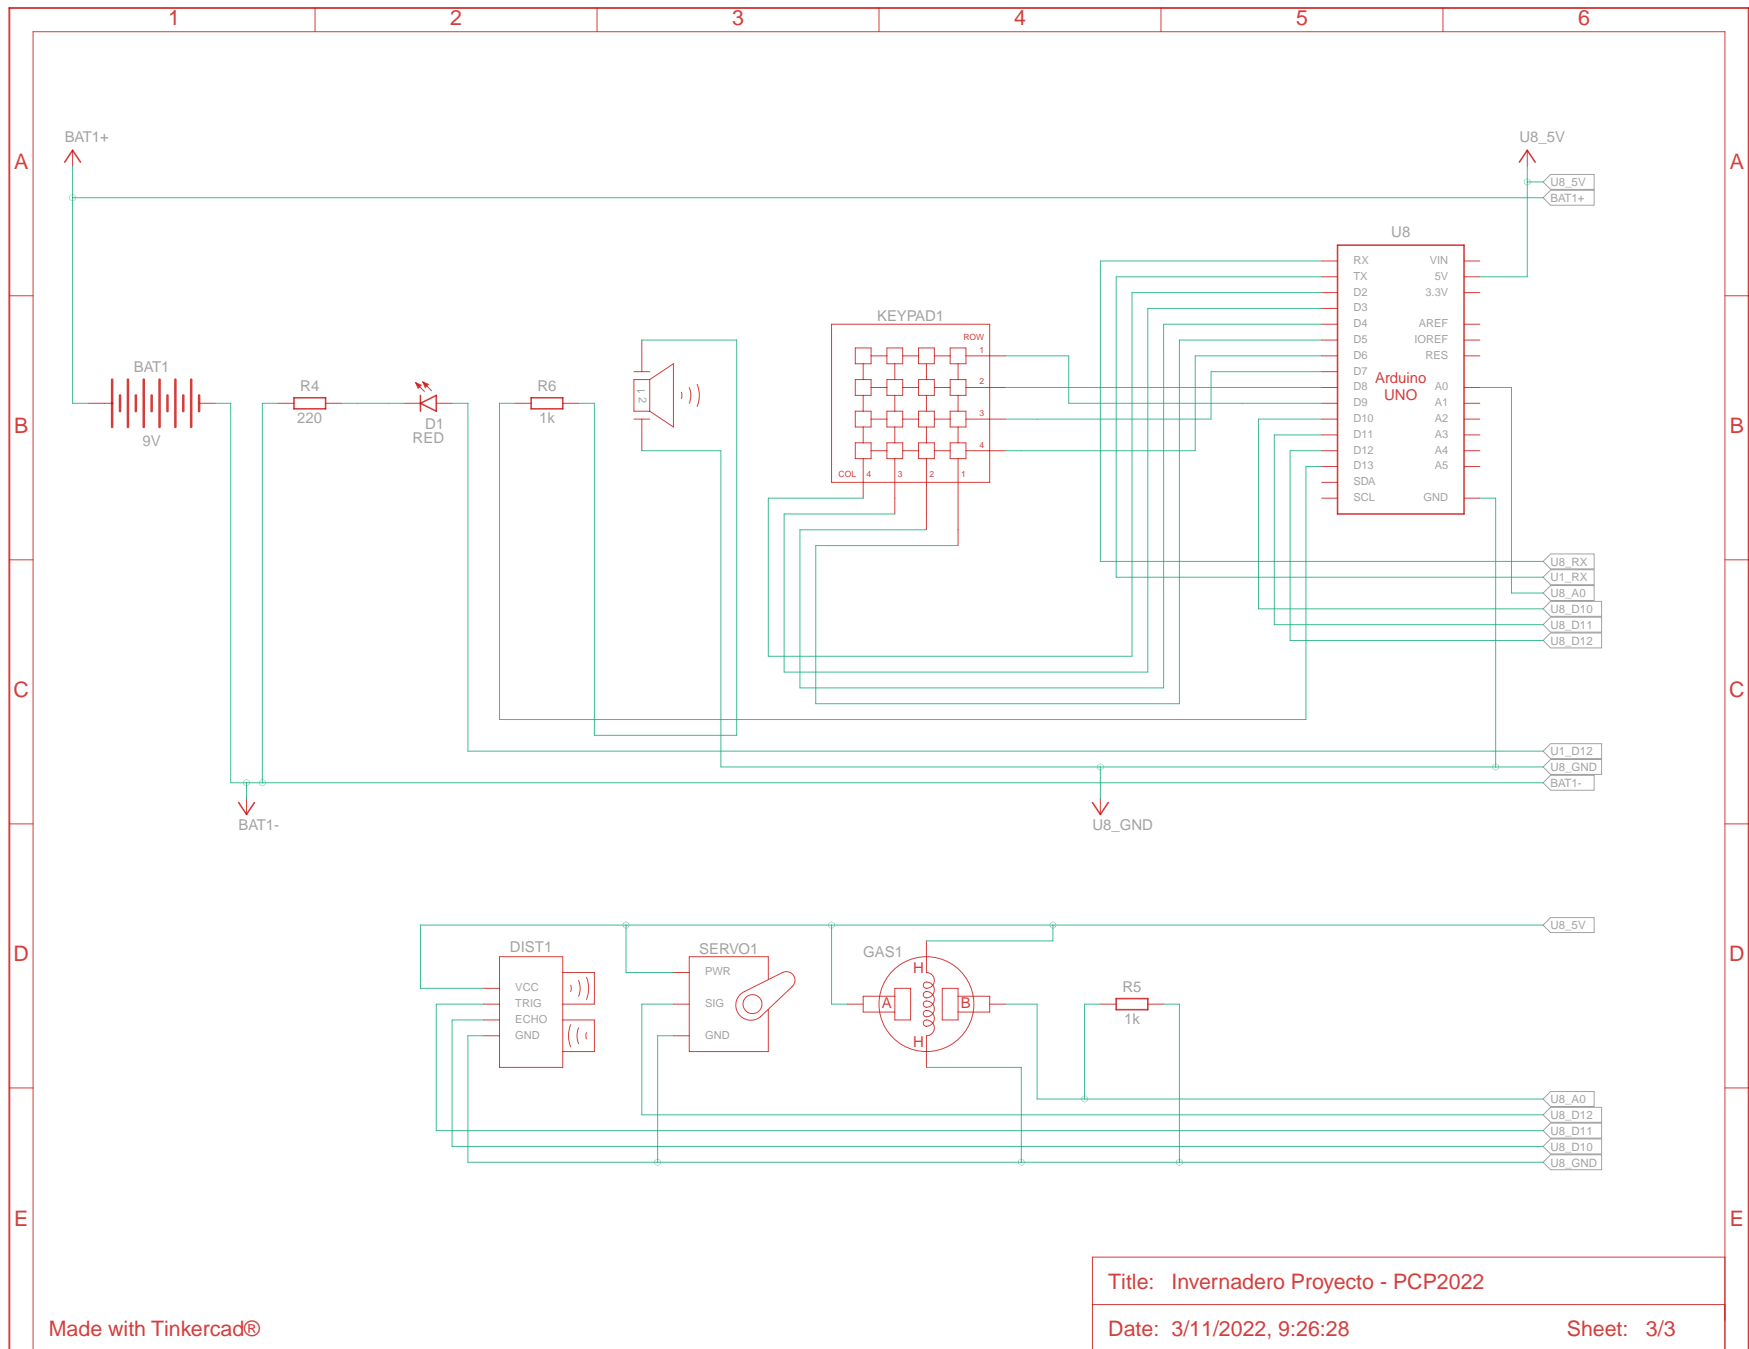 1 2 3 4 5 6
A A
B B
C C
D D
E E
BAT1+
U8_5V
U8_5V
BAT1+
BAT1
9V
R4
220
D1
RED
R6
1k
1 2
KEYPAD1
ROW
1
2
3
4
COL 4 3 2 1
U8
Arduino
UNO
RX VIN
TX 5V
D2 3.3V
D3
D4 AREF
D5 IOREF
D6 RES
D7
D8 A0
D9 A1
D10 A2
D11 A3
D12 A4
D13 A5
SDA
SCL GND
U8_RX
U1_RX
U8_A0
U8_D10
U8_D11
U8_D12
U1_D12
U8_GND
BAT1-
BAT1-
U8_GND
U8_5V
DIST1
VCC
TRIG
ECHO
GND
SERVO1
PWR
SIG
GND
GAS1
H
A B
H
R5
1k
U8_A0
U8_D12
U8_D11
U8_D10
U8_GND
Title: Invernadero Proyecto - PCP2022
Made with Tinkercad®
Date: 3/11/2022, 9:26:28 Sheet: 3/3